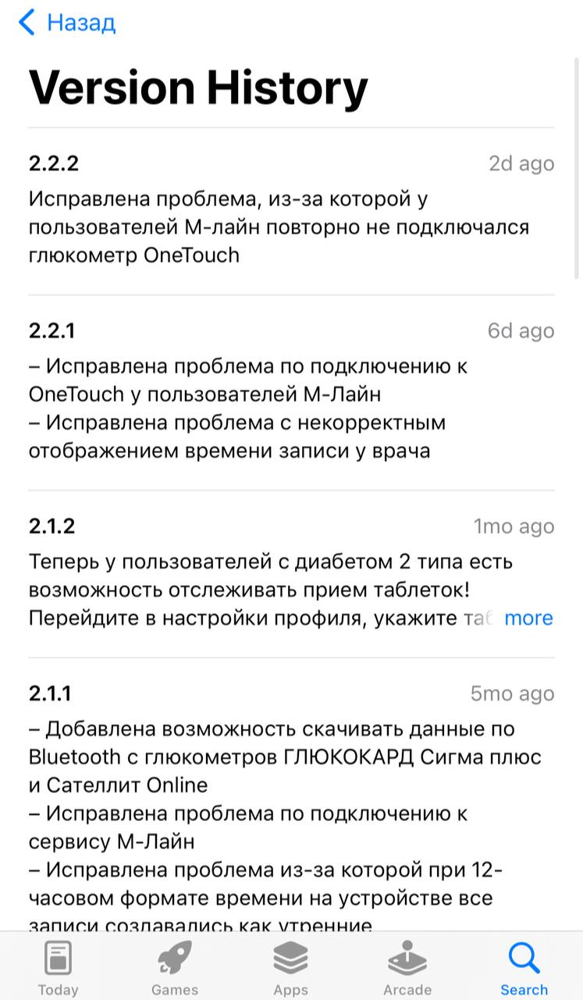 Назад
Version History
2.2.2 2d ago
Исправлена проблема, из-за которой у
пользователей М-лайн повторно не подключался
глюкометр OneTouch
2.2.1 6d ago
– Исправлена проблема по подключению к
OneTouch у пользователей М-Лайн
– Исправлена проблема с некорректным
отображением времени записи у врача
2.1.2 1mo ago
Теперь у пользователей с диабетом 2 типа есть
возможность отслеживать прием таблеток!
Перейдите в настройки профиля, укажите таб more
2.1.1 5mo ago
– Добавлена возможность скачивать данные по
Bluetooth с глюкометров ГЛЮКОКАРД Сигма плюс
и Сателлит Online
– Исправлена проблема по подключению к
сервису М-Лайн
– Исправлена проблема из-за которой при 12-
часовом формате времени на устройстве все
записи создавались как утренние
Today Games Apps Arcade Search